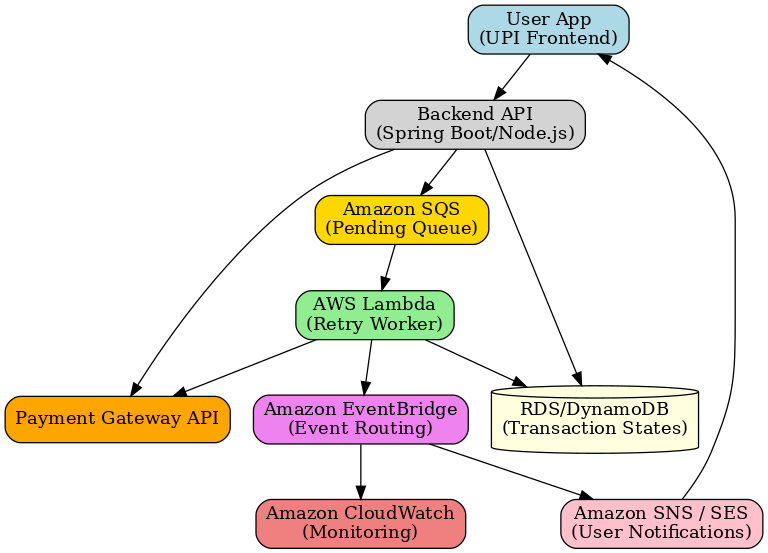 User App
(UPI Frontend)
Backend API
(Spring Boot/Node.js)
Amazon SQS
(Pending Queue)
AWS Lambda
(Retry Worker)
Payment Gateway API
Amazon EventBridge
(Event Routing)
RDS/DynamoDB
(Transaction States)
Amazon CloudWatch
(Monitoring)
Amazon SNS / SES
(User Notifications)